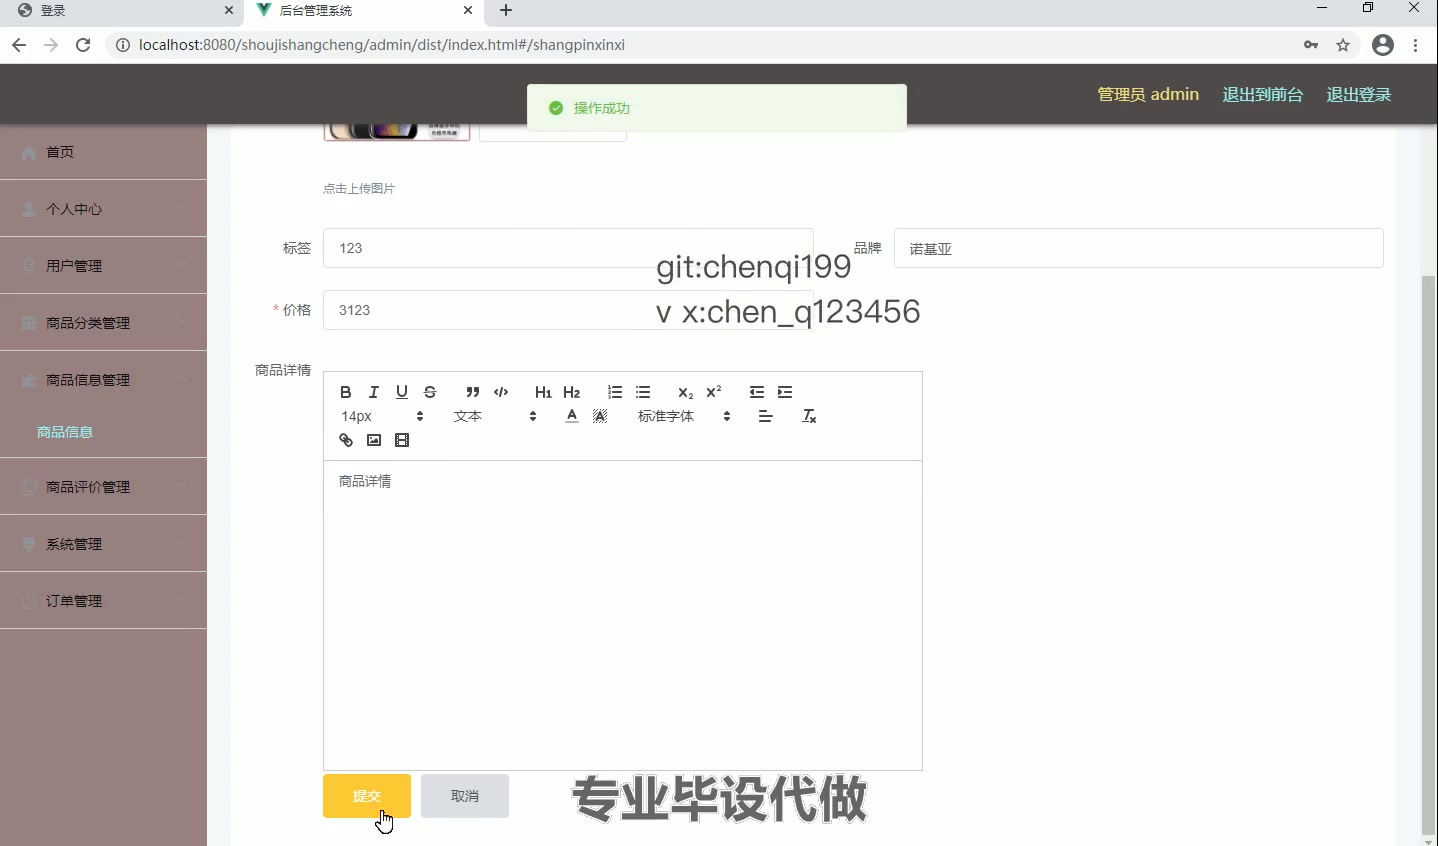 登录
后台管理系统
localhost:8080/shoujishangcheng/admin/dist/index.html#/shangpinxinxi
操作成功
管理员 admin 退出到前台 退出登录
首页
个人中心
用户管理
商品分类管理
商品信息管理
商品信息
商品评价管理
系统管理
订单管理
点击上传图片
标签 123
品牌 诺基亚
git:chenqi199
* 价格 3123
v x:chen_q123456
商品详情
B I U S H1 H2 X2 X2
14px 文本 A A 标准字体 Tx
商品详情
提交 取消
专业毕设代做